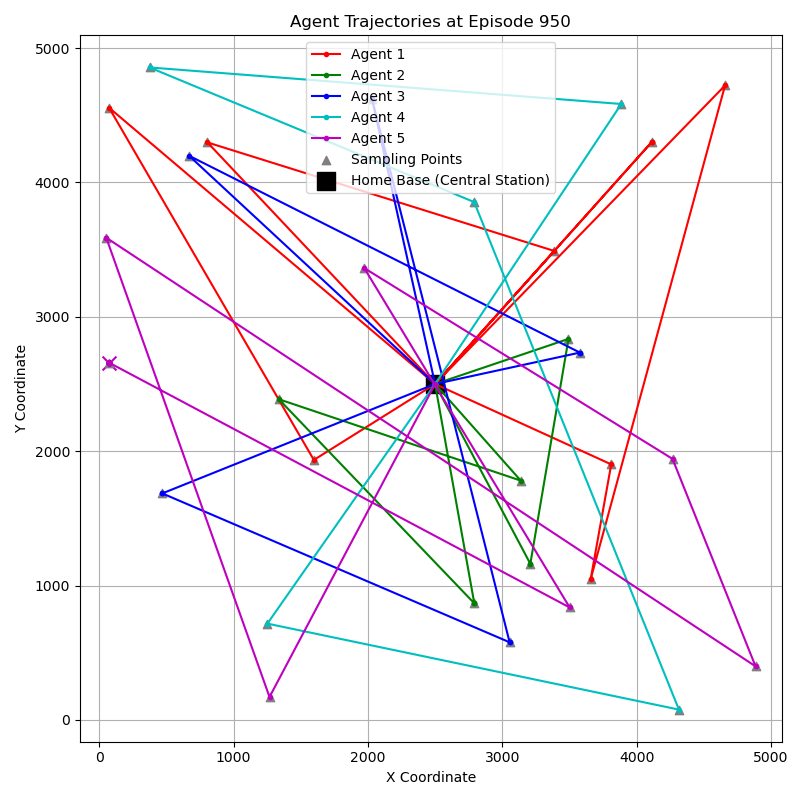 Agent Trajectories at Episode 950
Agent 1
Agent 2
Agent 3
Agent 4
Agent 5
Sampling Points
Home Base (Central Station)
5000
4000
3000
2000
1000
0
Y Coordinate
0 1000 2000 3000 4000 5000
X Coordinate